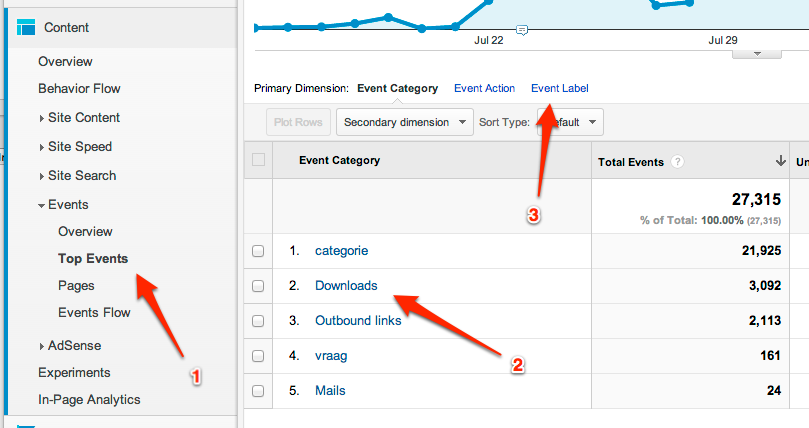 Content
Overview
Behavior Flow
Site Content
Site Speed
Site Search
Events
Overview
Top Events
Pages
Events Flow
AdSense
Experiments
In-Page Analytics
1
Jul 22
Jul 29
Primary Dimension: Event Category Event Action Event Label
Plot Rows Secondary dimension Sort Type: Default
3
Event Category Total Events ? Un
27,315
% of Total: 100.00% (27,315)
1. categorie 21,925
2. Downloads 3,092
3. Outbound links 2,113
2
4. vraag 161
5. Mails 24